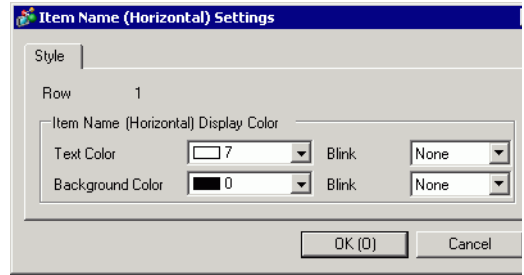 Item Name (Horizontal) Settings
Style
Row 1
Item Name (Horizontal) Display Color
Text Color 7 Blink None
Background Color 0 Blink None
OK (O) Cancel